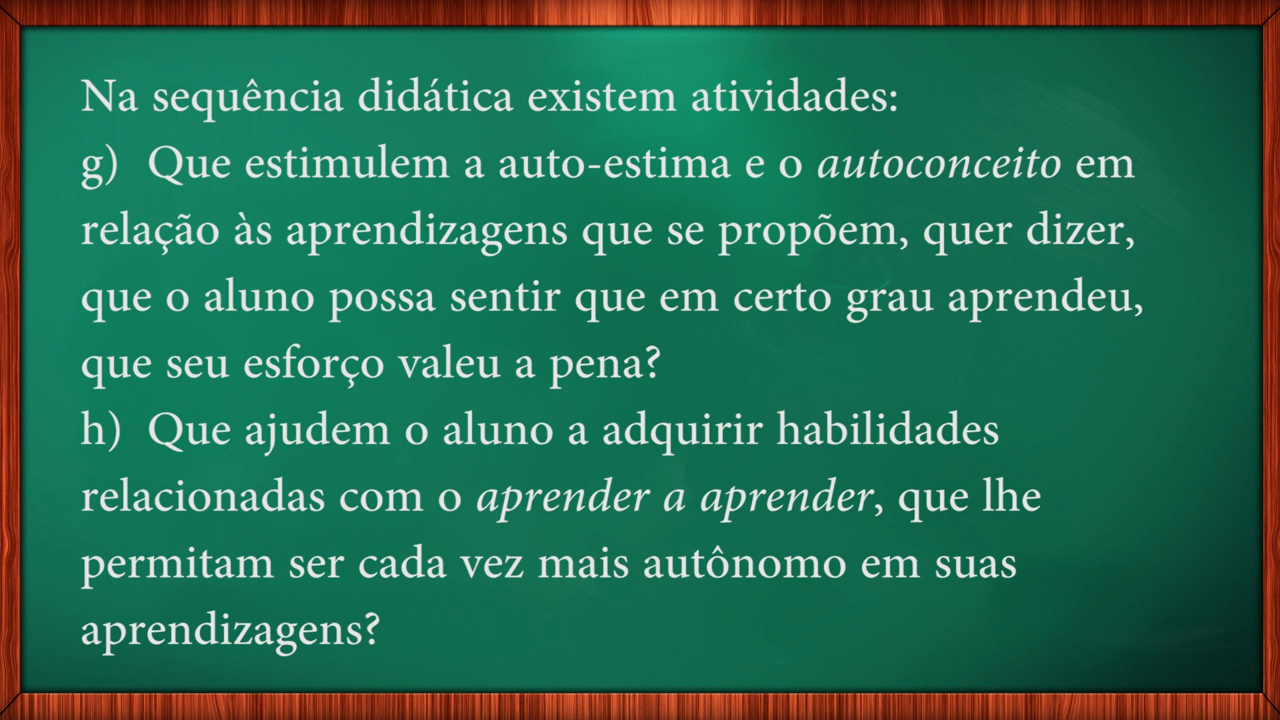 Na sequência didática existem atividades:
g) Que estimulem a auto-estima e o autoconceito em
relação às aprendizagens que se propõem, quer dizer,
que o aluno possa sentir que em certo grau aprendeu,
que seu esforço valeu a pena?
h) Que ajudem o aluno a adquirir habilidades
relacionadas com o aprender a aprender, que lhe
permitam ser cada vez mais autônomo em suas
aprendizagens?